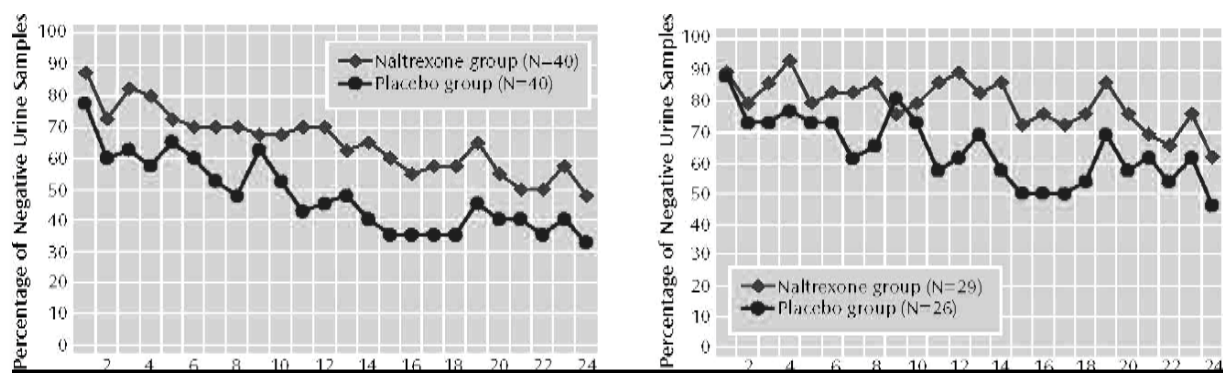 Percentage of Negative Urine Samples
100
90
80
70
60
50
40
30
20
10
0
Naltrexone group (N=40)
Placebo group (N=40)
2 4 6 8 10 12 14 16 18 20 22 24
Percentage of Negative Urine Samples
100
90
80
70
60
50
40
30
20
10
0
Naltrexone group (N=29)
Placebo group (N=26)
2 4 6 8 10 12 14 16 18 20 22 24